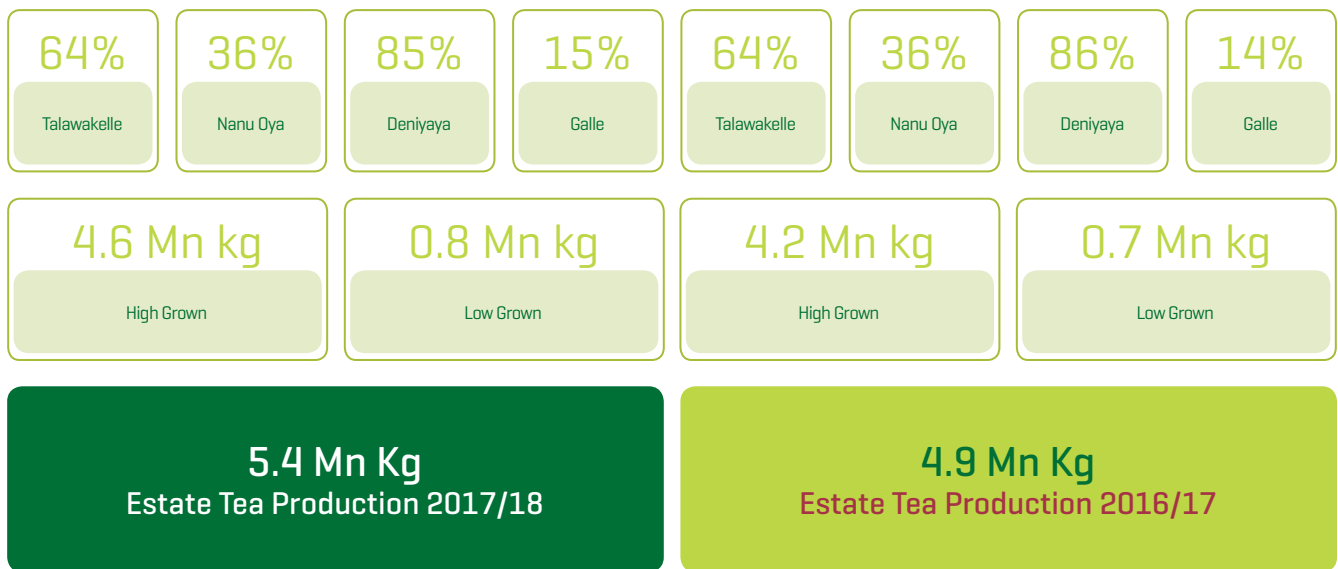 64%
36%
85%
15%
64%
36%
86%
14%
Talawakelle
Nanu Oya
Deniyaya
Galle
Talawakelle
Nanu Oya
Deniyaya
Galle
4.6 Mn kg
0.8 Mn kg
4.2 Mn kg
0.7 Mn kg
High Grown
Low Grown
High Grown
Low Grown
5.4 Mn Kg
Estate Tea Production 2017/18
4.9 Mn Kg
Estate Tea Production 2016/17